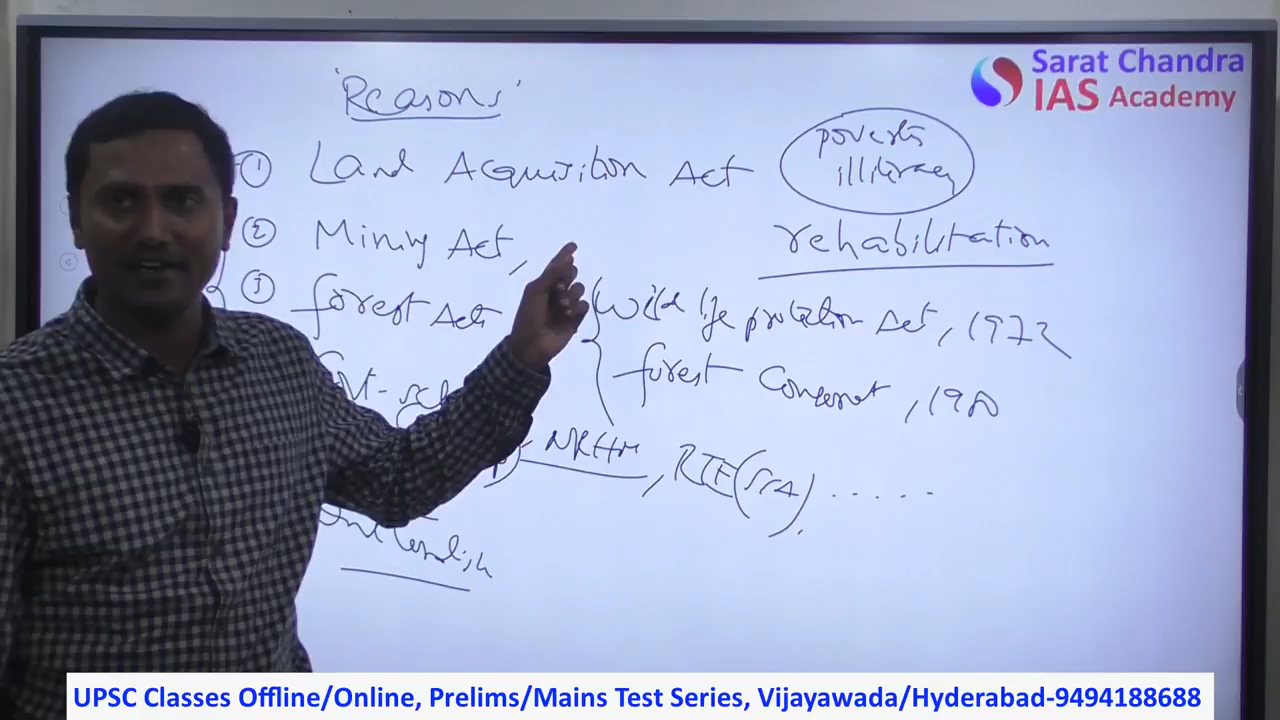 Sarat Chandra
IAS Academy
'Reasons'
① Land Acquisition Act
poverty
illiteracy
② Mining Act,
rehabilitation
③ forest Acts
{ Wild life protection Act, 1972
forest Conservat, 1980
NRHM, RTE (SSA) ......
UPSC Classes Offline/Online, Prelims/Mains Test Series, Vijayawada/Hyderabad-9494188688